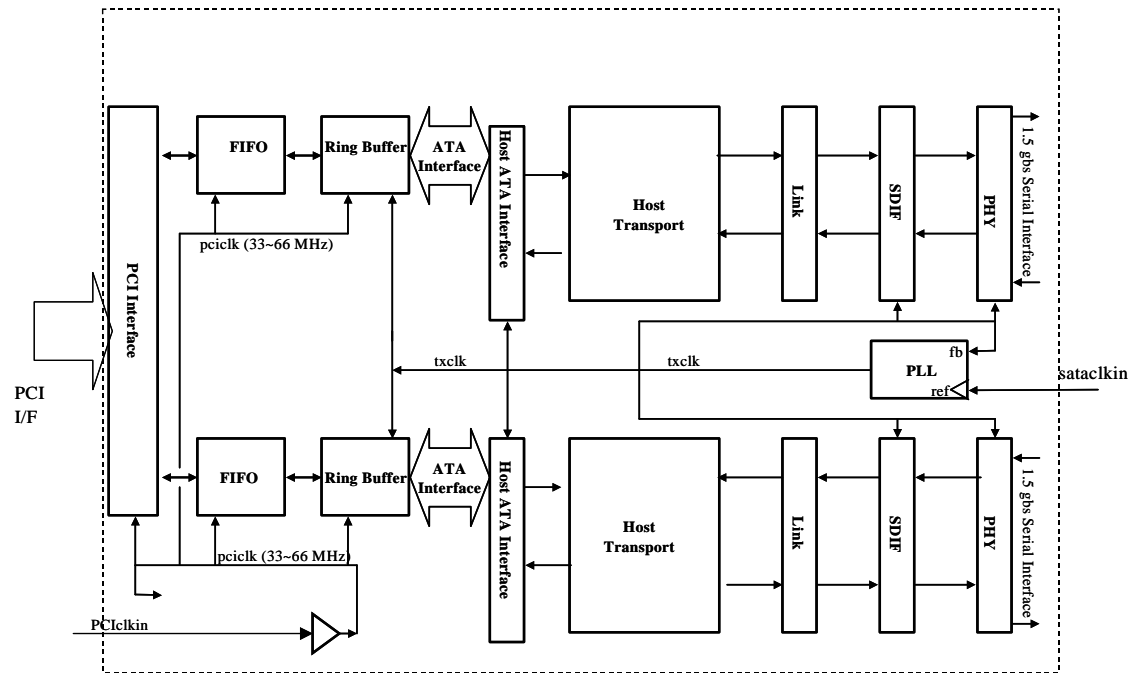 FIFO
Ring Buffer
ATA
Interface
Host ATA Interface
Host
Transport
Link
SDIF
PHY
1.5 gbs Serial Interface
pciclk (33~66 MHz)
PCI Interface
PCI
I/F
txclk
txclk
fb
PLL
ref
sataclkin
FIFO
Ring Buffer
ATA
Interface
Host ATA Interface
Host
Transport
Link
SDIF
PHY
1.5 gbs Serial Interface
pciclk (33~66 MHz)
PCIclkin